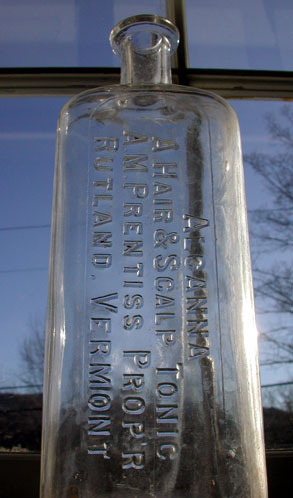 ALCANNA
A HAIR & SCALP TONIC
A M PRENTISS PROP'R
RUTLAND, VERMONT